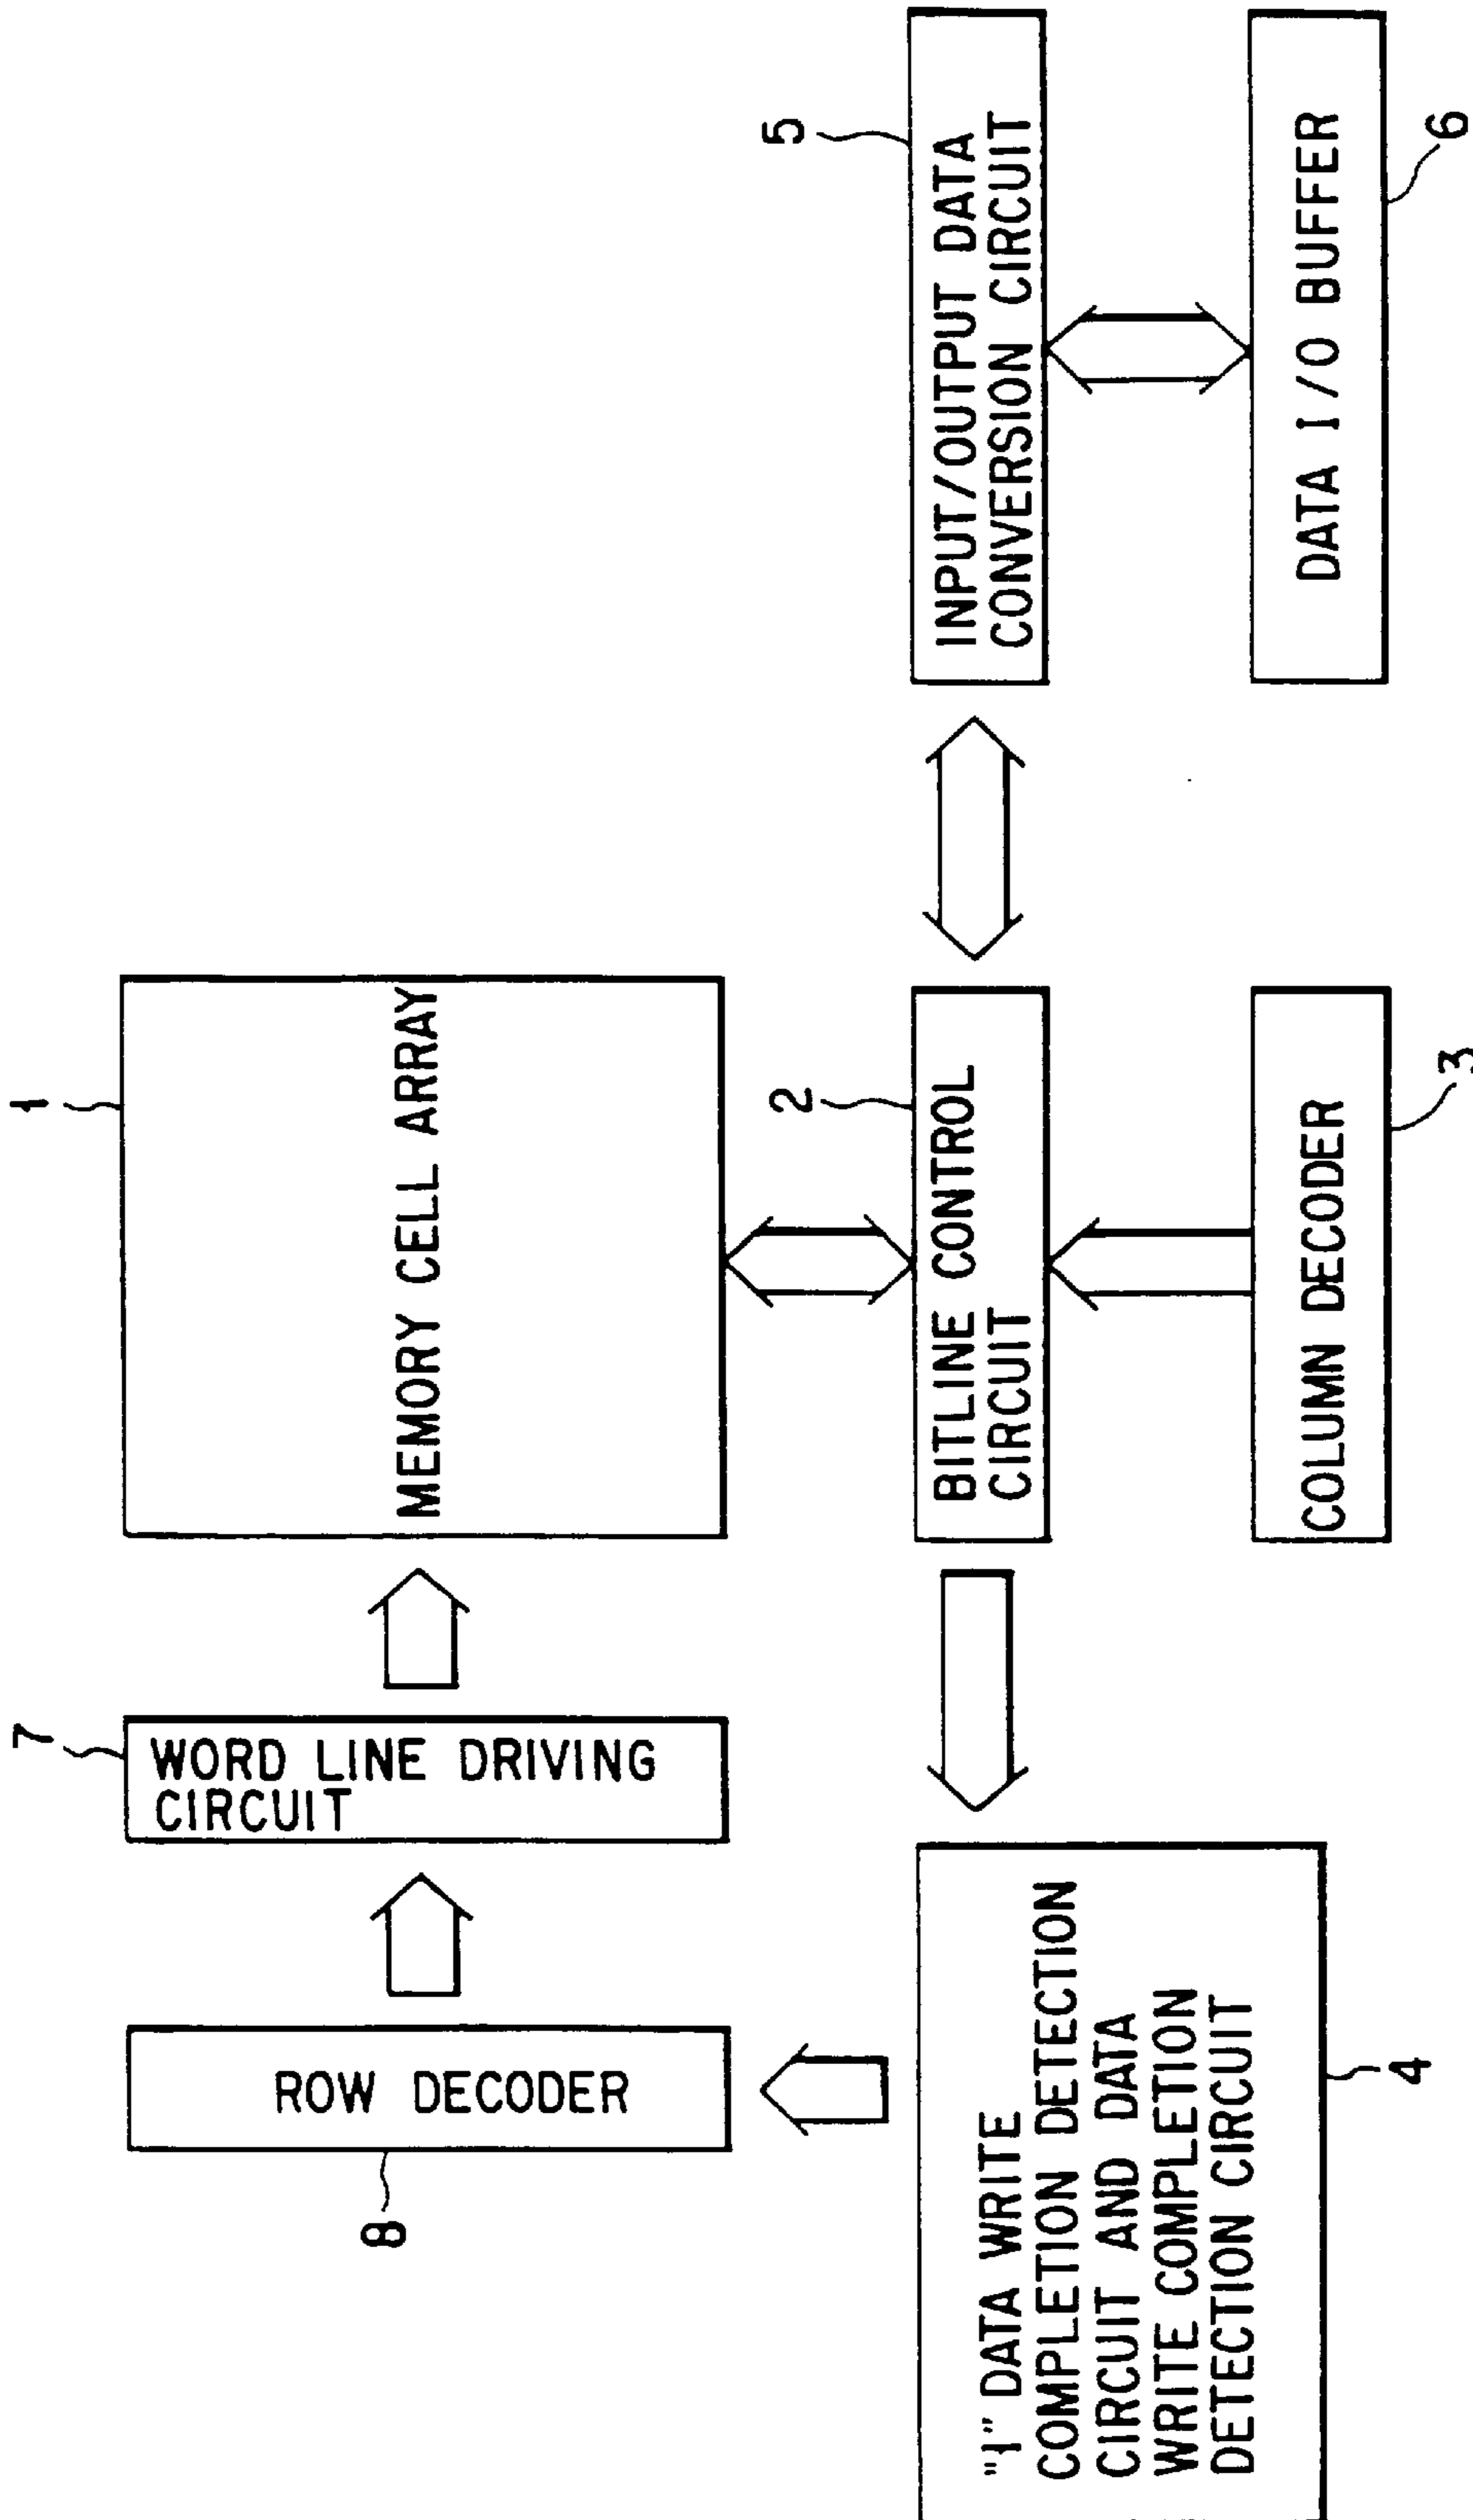 1
MEMORY CELL ARRAY
7
WORD LINE DRIVING
CIRCUIT
ROW DECODER
8
2
BITLINE CONTROL
CIRCUIT
COLUMN DECODER
3
5
INPUT/OUTPUT DATA
CONVERSION CIRCUIT
DATA I/O BUFFER
6
"1" DATA WRITE
COMPLETION DETECTION
CIRCUIT AND DATA
WRITE COMPLETION
DETECTION CIRCUIT
4